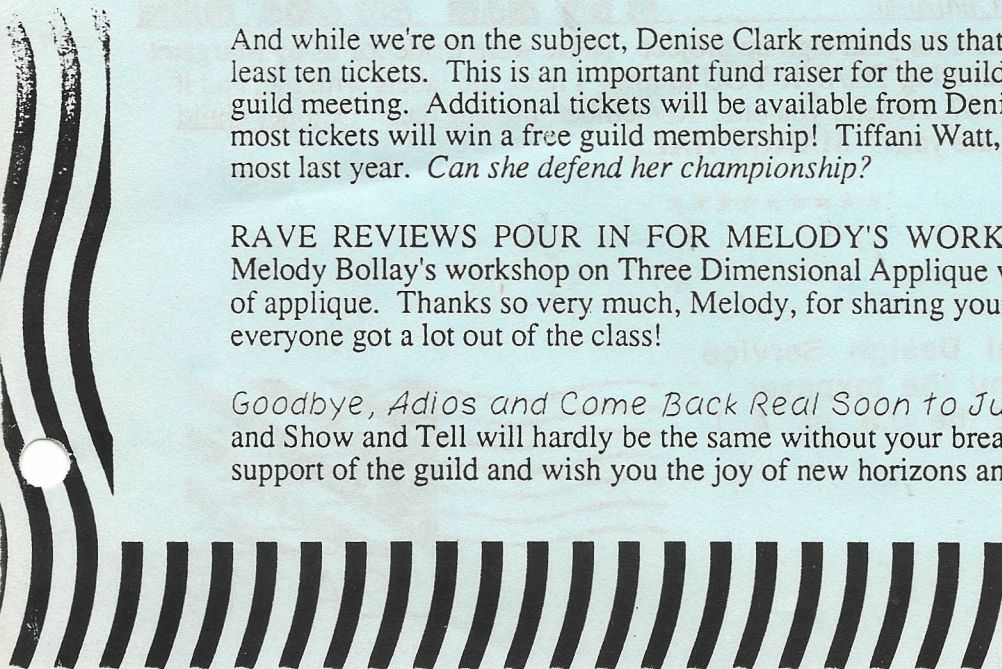 And while we're on the subject, Denise Clark reminds us that
least ten tickets. This is an important fund raiser for the guild
guild meeting. Additional tickets will be available from Deni
most tickets will win a free guild membership! Tiffani Watt,
most last year. Can she defend her championship?
RAVE REVIEWS POUR IN FOR MELODY'S WORK
Melody Bollay's workshop on Three Dimensional Applique
of applique. Thanks so very much, Melody, for sharing you
everyone got a lot out of the class!
Goodbye, Adios and Come Back Real Soon to Ju
and Show and Tell will hardly be the same without your brea
support of the guild and wish you the joy of new horizons an